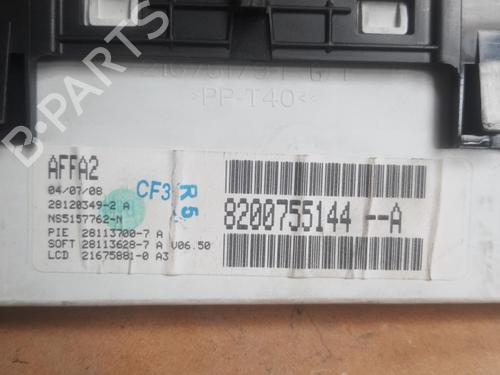 >PP-T40<
AFFA2
04/07/08
28120349-2 A
NS5157762-N
PIE 28113700-7 A
SOFT 28113628-7 A V06.50
LCD 21675881-0 A3
CF3
R5
8200755144 --A
B-PARTS